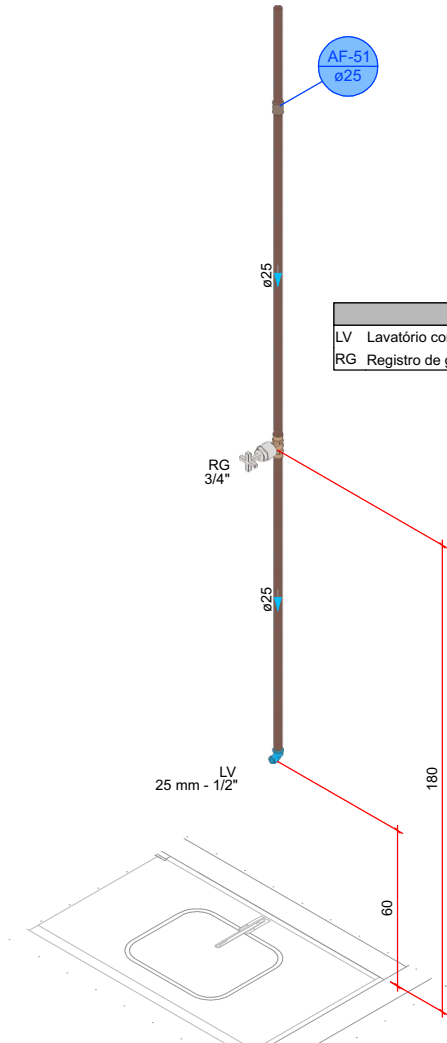 AF-51
ø25
ø25
LV Lavatório
RG Registro de
RG
3/4"
ø25
LV
25 mm - 1/2"
180
60